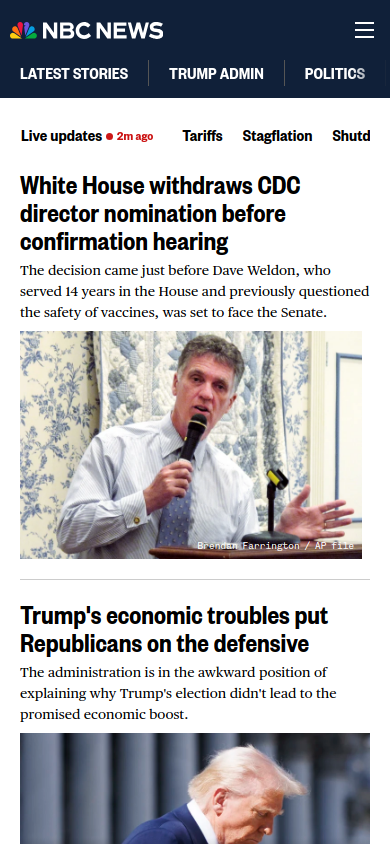 NBC NEWS
LATEST STORIES
TRUMP ADMIN
POLITICS
Live updates
2m ago
Tariffs
Stagflation
Shutd
White House withdraws CDC
director nomination before
confirmation hearing
The decision came just before Dave Weldon, who
served 14 years in the House and previously questioned
the safety of vaccines, was set to face the Senate.
Brendan Farrington / AP file
Trump's economic troubles put
Republicans on the defensive
The administration is in the awkward position of
explaining why Trump's election didn't lead to the
promised economic boost.